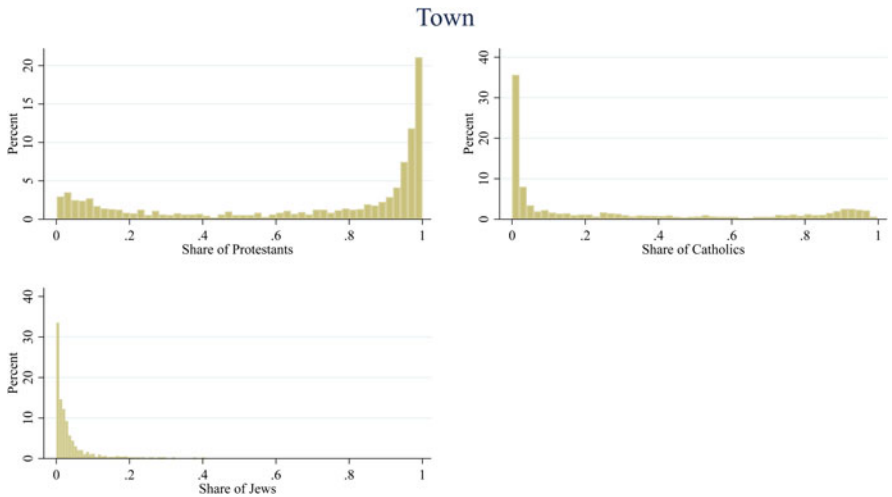 Town
Percent
20
15
10
5
0
0 .2 .4 .6 .8 1
Share of Protestants
Percent
40
30
20
10
0
0 .2 .4 .6 .8 1
Share of Catholics
Percent
40
30
20
10
0
0 .2 .4 .6 .8 1
Share of Jews